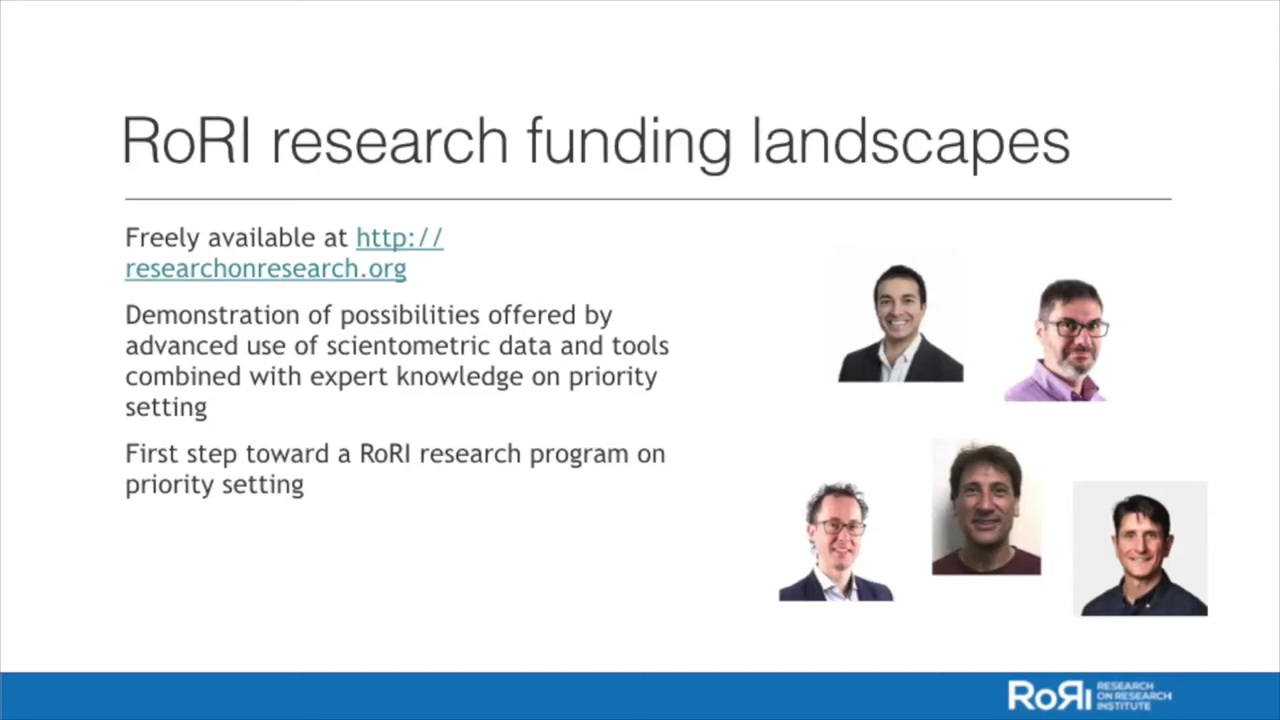 RoRI research funding landscapes
Freely available at http://
researchonresearch.org
Demonstration of possibilities offered by
advanced use of scientometric data and tools
combined with expert knowledge on priority
setting
First step toward a RoRI research program on
priority setting
RoRI
RESEARCH
ON RESEARCH
INSTITUTE